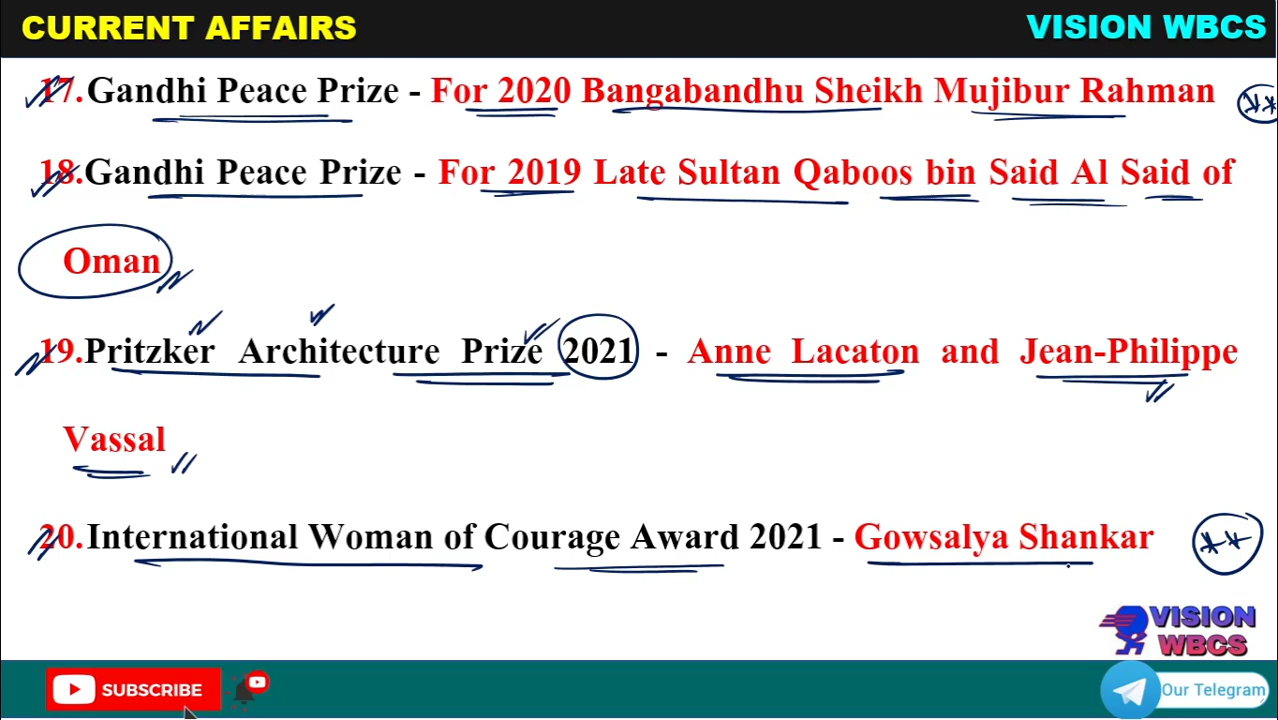 CURRENT AFFAIRS
VISION WBCS
17.Gandhi Peace Prize - For 2020 Bangabandhu Sheikh Mujibur Rahman
18.Gandhi Peace Prize - For 2019 Late Sultan Qaboos bin Said Al Said of
Oman
19.Pritzker Architecture Prize 2021 - Anne Lacaton and Jean-Philippe
Vassal
20.International Woman of Courage Award 2021 - Gowsalya Shankar
VISION
WBCS
SUBSCRIBE
Our Telegram